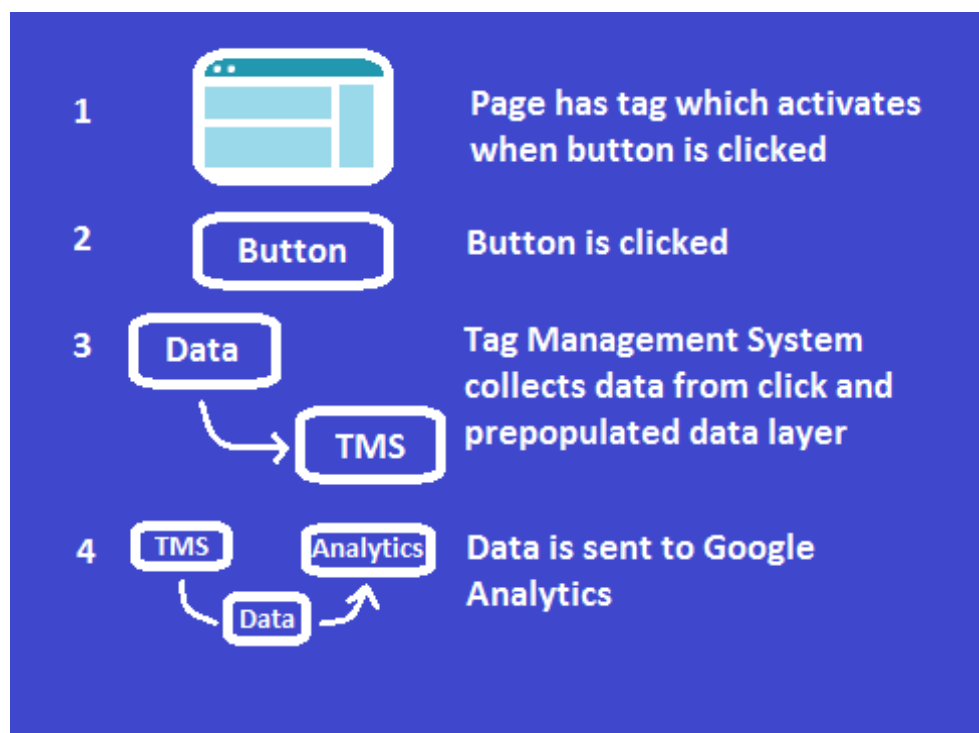 1
Page has tag which activates
when button is clicked
2
Button
Button is clicked
3
Data
TMS
Tag Management System
collects data from click and
prepopulated data layer
4
TMS
Analytics
Data
Data is sent to Google
Analytics